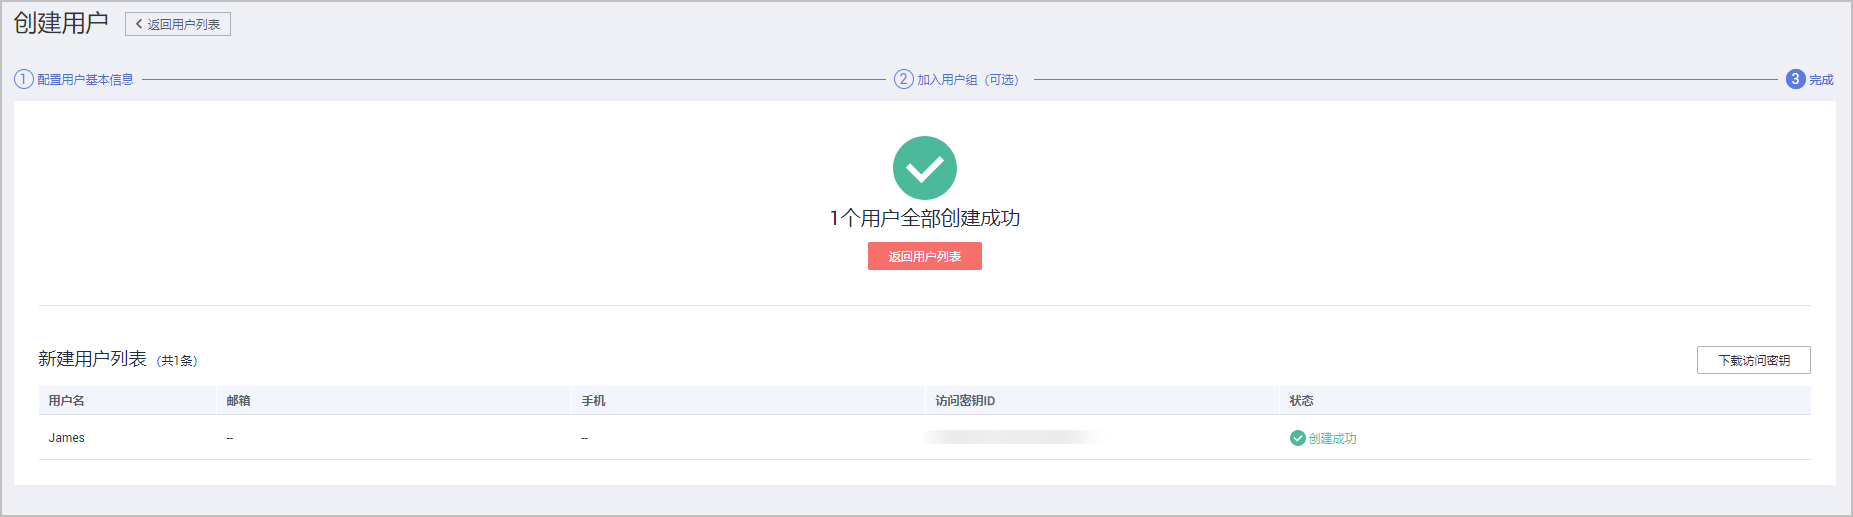 创建用户 返回用户列表
1 配置用户基本信息 2 加入用户组（可选） 3 完成
1个用户全部创建成功
返回用户列表
新建用户列表（共1条） 下载访问密钥
用户名 邮箱 手机 访问密钥ID 状态
James -- -- 创建成功